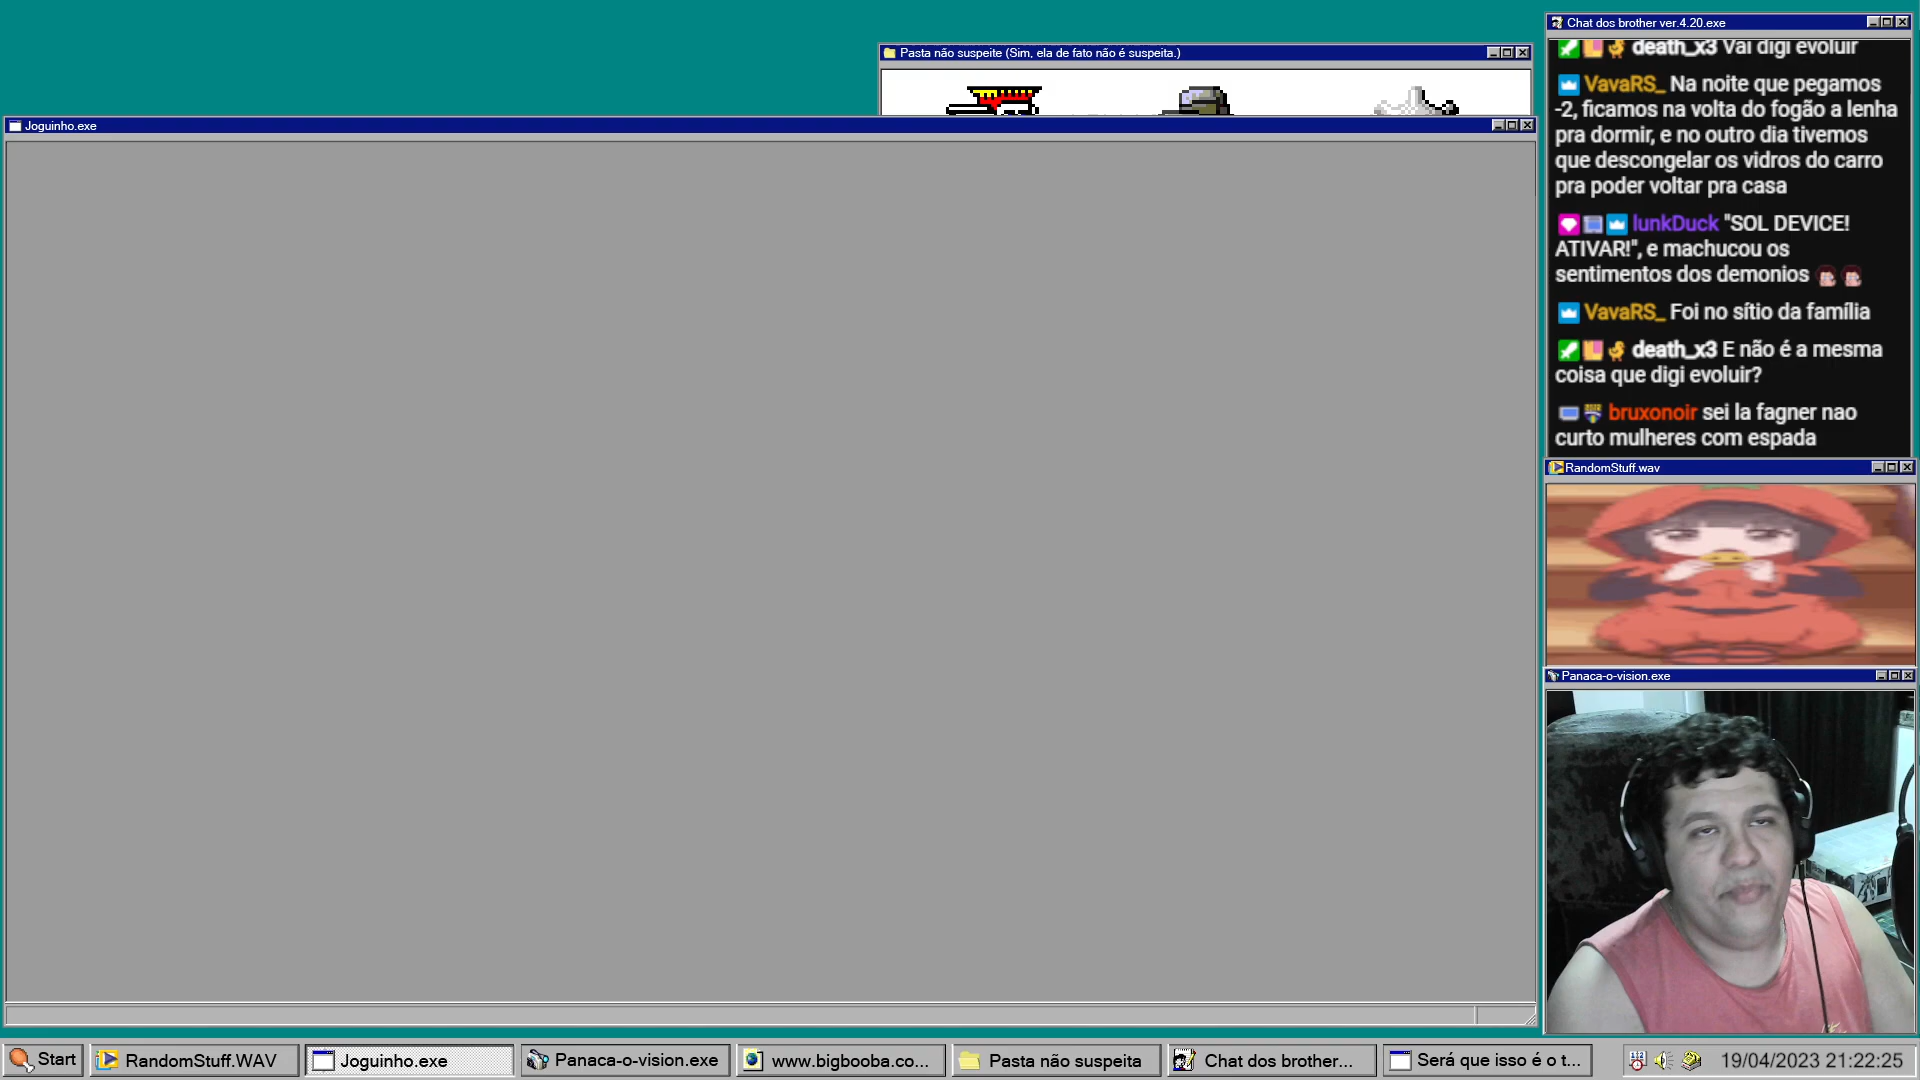 Chat dos brother ver.4.20.exe
death_x3 Vai digi evoluir
VavaRS_ Na noite que pegamos
-2, ficamos na volta do fogão a lenha
pra dormir, e no outro dia tivemos
que descongelar os vidros do carro
pra poder voltar pra casa
lunkDuck "SOL DEVICE!
ATIVAR!", e machucou os
sentimentos dos demonios
VavaRS_ Foi no sítio da família
death_x3 E não é a mesma
coisa que digi evoluir?
bruxonoir sei la fagner nao
curto mulheres com espada
Pasta não suspeite (Sim, ela de fato não é suspeita.)
Joguinho.exe
RandomStuff.wav
Panaca-o-vision.exe
Start
RandomStuff.WAV
Joguinho.exe
Panaca-o-vision.exe
www.bigbooba.co...
Pasta não suspeita
Chat dos brother...
Será que isso é o t...
19/04/2023 21:22:25